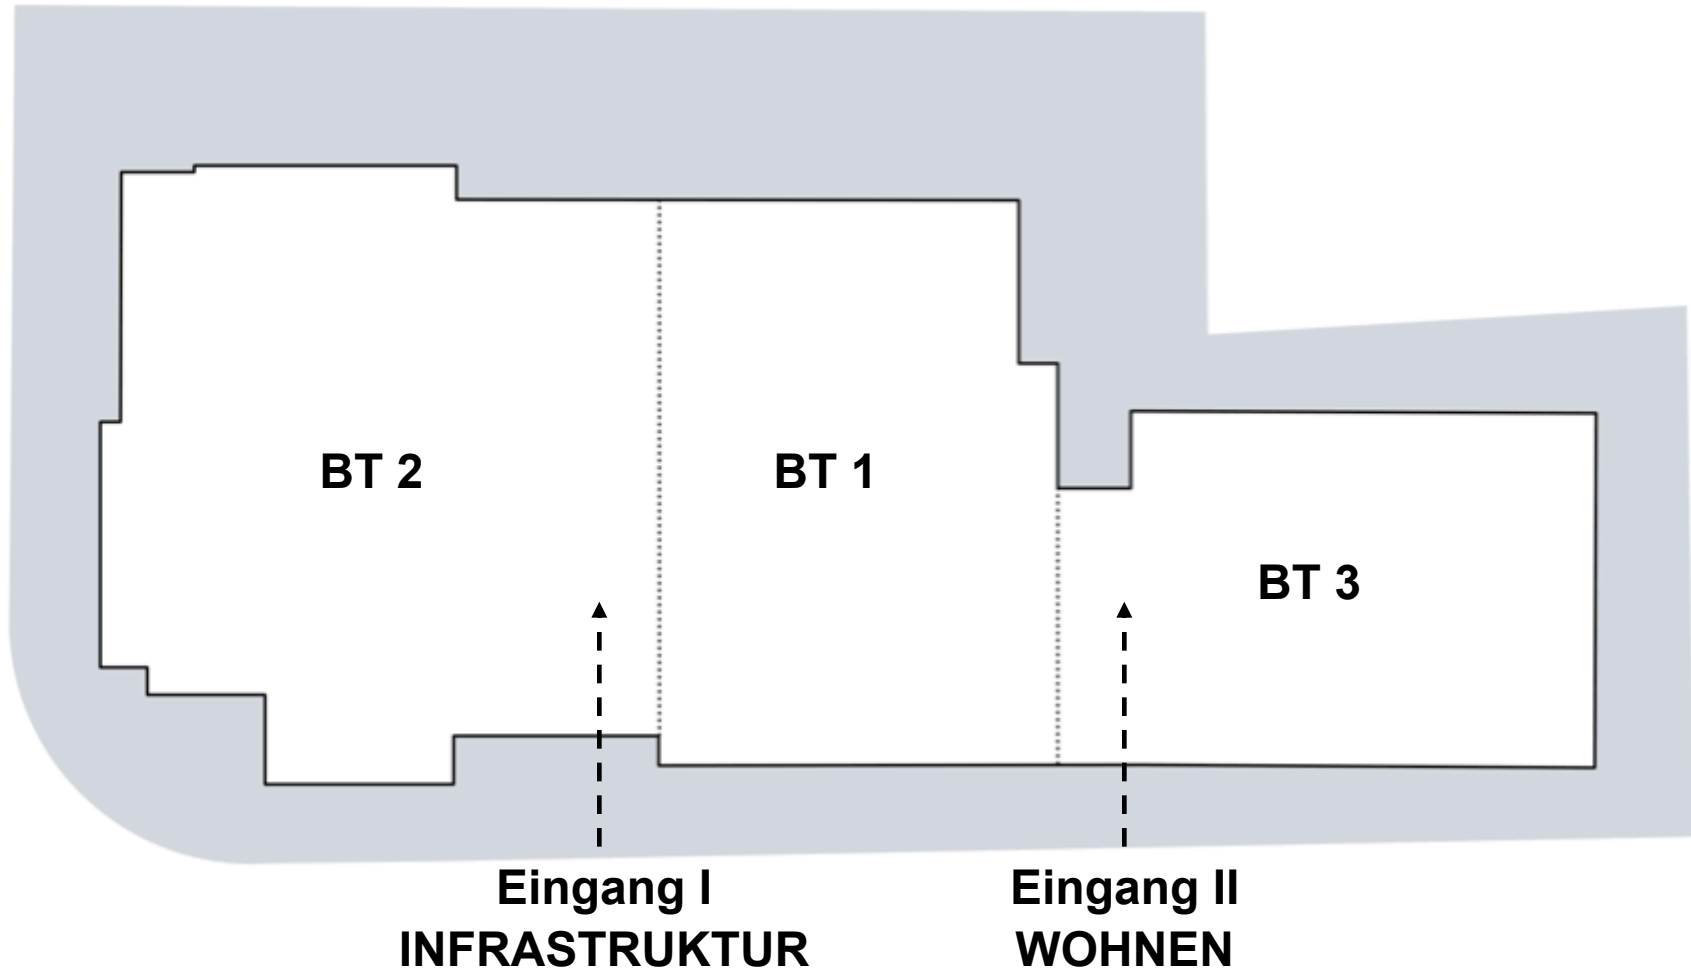 BT 2
BT 1
BT 3
Eingang I
INFRASTRUKTUR
Eingang II
WOHNEN